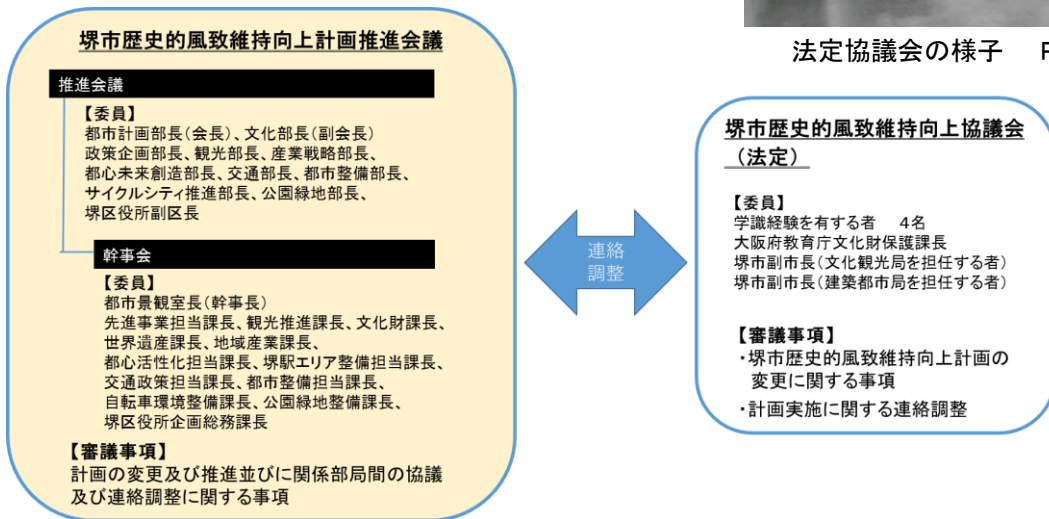 法定協議会の様子
堺市歴史的風致維持向上計画推進会議
推進会議
【委員】
都市計画部長(会長)、文化部長(副会長)
政策企画部長、観光部長、産業戦略部長、
都心未来創造部長、交通部長、都市整備部長、
サイクルシティ推進部長、公園緑地部長、
堺区役所副区長
幹事会
【委員】
都市景観室長(幹事長)
先進事業担当課長、観光推進課長、文化財課長、
世界遺産課長、地域産業課長、
都心活性化担当課長、堺駅エリア整備担当課長、
交通政策担当課長、都市整備担当課長、
自転車環境整備課長、公園緑地整備課長、
堺区役所企画総務課長
【審議事項】
計画の変更及び推進並びに関係部局間の協議
及び連絡調整に関する事項
連絡
調整
堺市歴史的風致維持向上協議会
(法定)
【委員】
学識経験を有する者 4名
大阪府教育庁文化財保護課長
堺市副市長(文化観光局を担任する者)
堺市副市長(建築都市局を担任する者)
【審議事項】
・堺市歴史的風致維持向上計画の
変更に関する事項
・計画実施に関する連絡調整